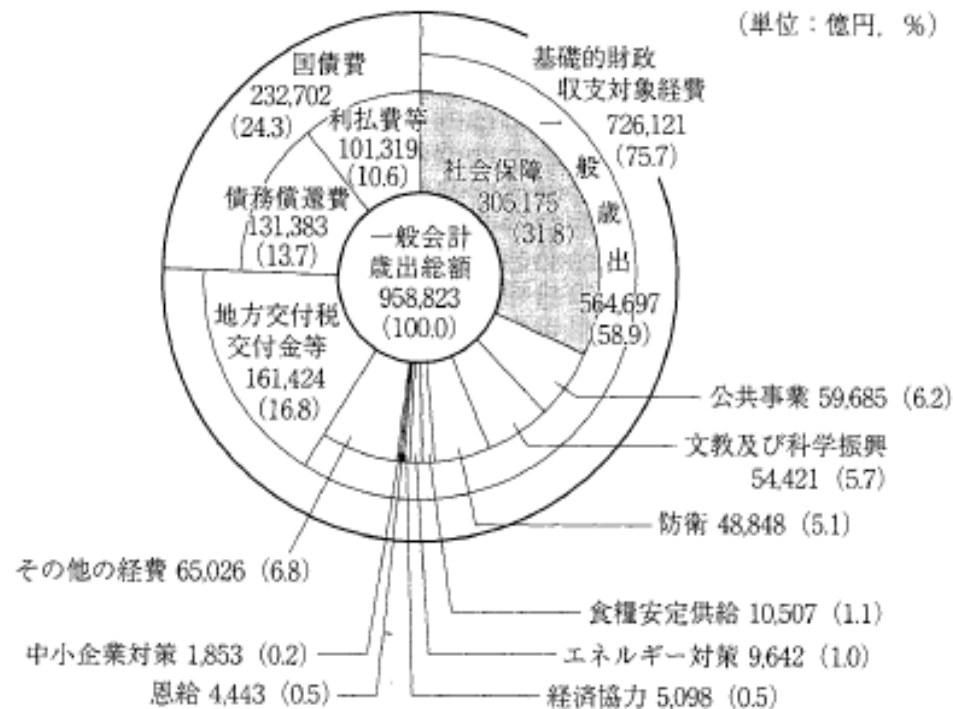 (単位：億円，%)
基礎的財政
収支対象経費
726,121
(75.7)
一般歳出
564,697
(58.9)
国債費
232,702
(24.3)
利払費等
101,319
(10.6)
債務償還費
131,383
(13.7)
社会保障
305,175
(31.8)
一般会計
歳出総額
958,823
(100.0)
地方交付税
交付金等
161,424
(16.8)
公共事業 59,685 (6.2)
文教及び科学振興
54,421 (5.7)
防衛 48,848 (5.1)
その他の経費 65,026 (6.8)
食糧安定供給 10,507 (1.1)
中小企業対策 1,853 (0.2)
エネルギー対策 9,642 (1.0)
恩給 4,443 (0.5)
経済協力 5,098 (0.5)